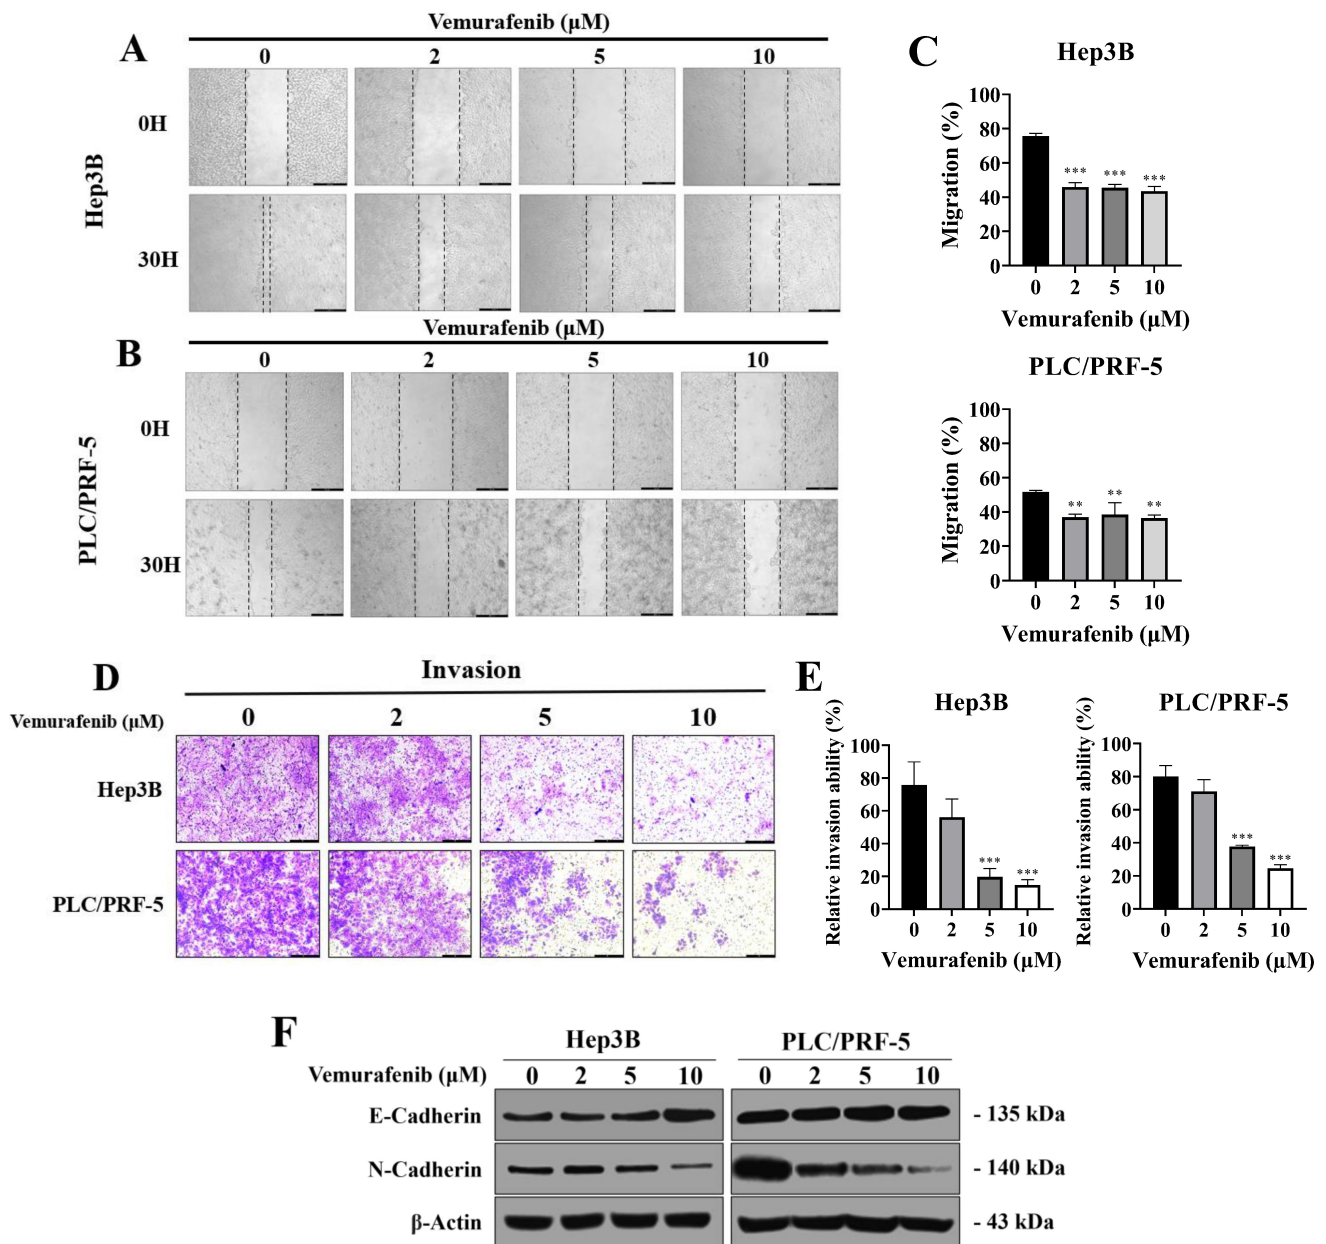 A
Vemurafenib (μM)
0 2 5 10
Hep3B
0H
30H
B
Vemurafenib (μM)
0 2 5 10
PLC/PRF-5
0H
30H
C
Hep3B
Migration (%)
100
80
60
40
20
0
*** *** ***
0 2 5 10
Vemurafenib (μM)
PLC/PRF-5
Migration (%)
100
80
60
40
20
0
** ** **
0 2 5 10
Vemurafenib (μM)
D
Invasion
Vemurafenib (μM) 0 2 5 10
Hep3B
PLC/PRF-5
E
Hep3B
Relative invasion ability (%)
100
80
60
40
20
0
*** ***
0 2 5 10
Vemurafenib (μM)
PLC/PRF-5
Relative invasion ability (%)
100
80
60
40
20
0
*** ***
0 2 5 10
Vemurafenib (μM)
F
Hep3B PLC/PRF-5
Vemurafenib (μM) 0 2 5 10 0 2 5 10
E-Cadherin - 135 kDa
N-Cadherin - 140 kDa
β-Actin - 43 kDa